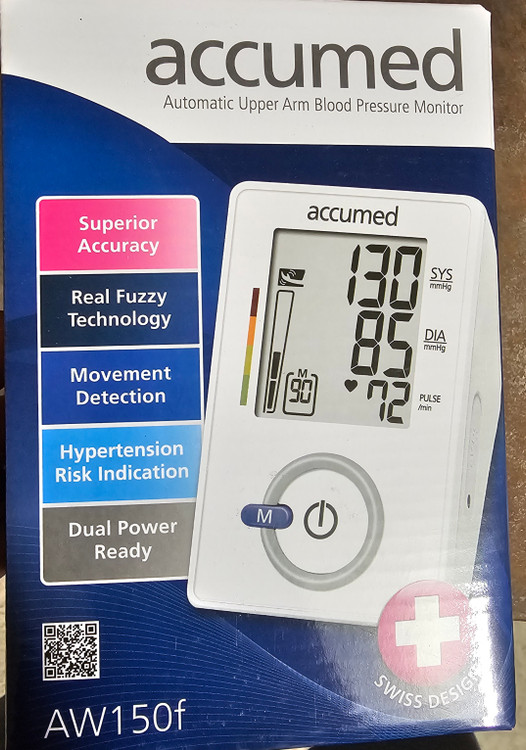 accumed
Automatic Upper Arm Blood Pressure Monitor
Superior
Accuracy
Real Fuzzy
Technology
Movement
Detection
Hypertension
Risk Indication
Dual Power
Ready
accumed
130 SYS
mmHg
85 DIA
mmHg
M
90
72 PULSE
/min
M
SWISS DESIGN
AW150f